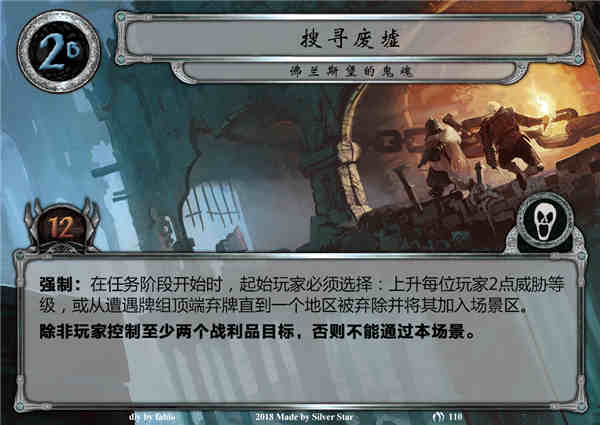 2B
搜寻废墟
佛兰斯堡的鬼魂
12
强制：在任务阶段开始时，起始玩家必须选择：上升每位玩家2点威胁等
级，或从遭遇牌组顶端弃牌直到一个地区被弃除并将其加入场景区。
除非玩家控制至少两个战利品目标，否则不能通过本场景。
diy by fablio 2018 Made by Silver Star 110